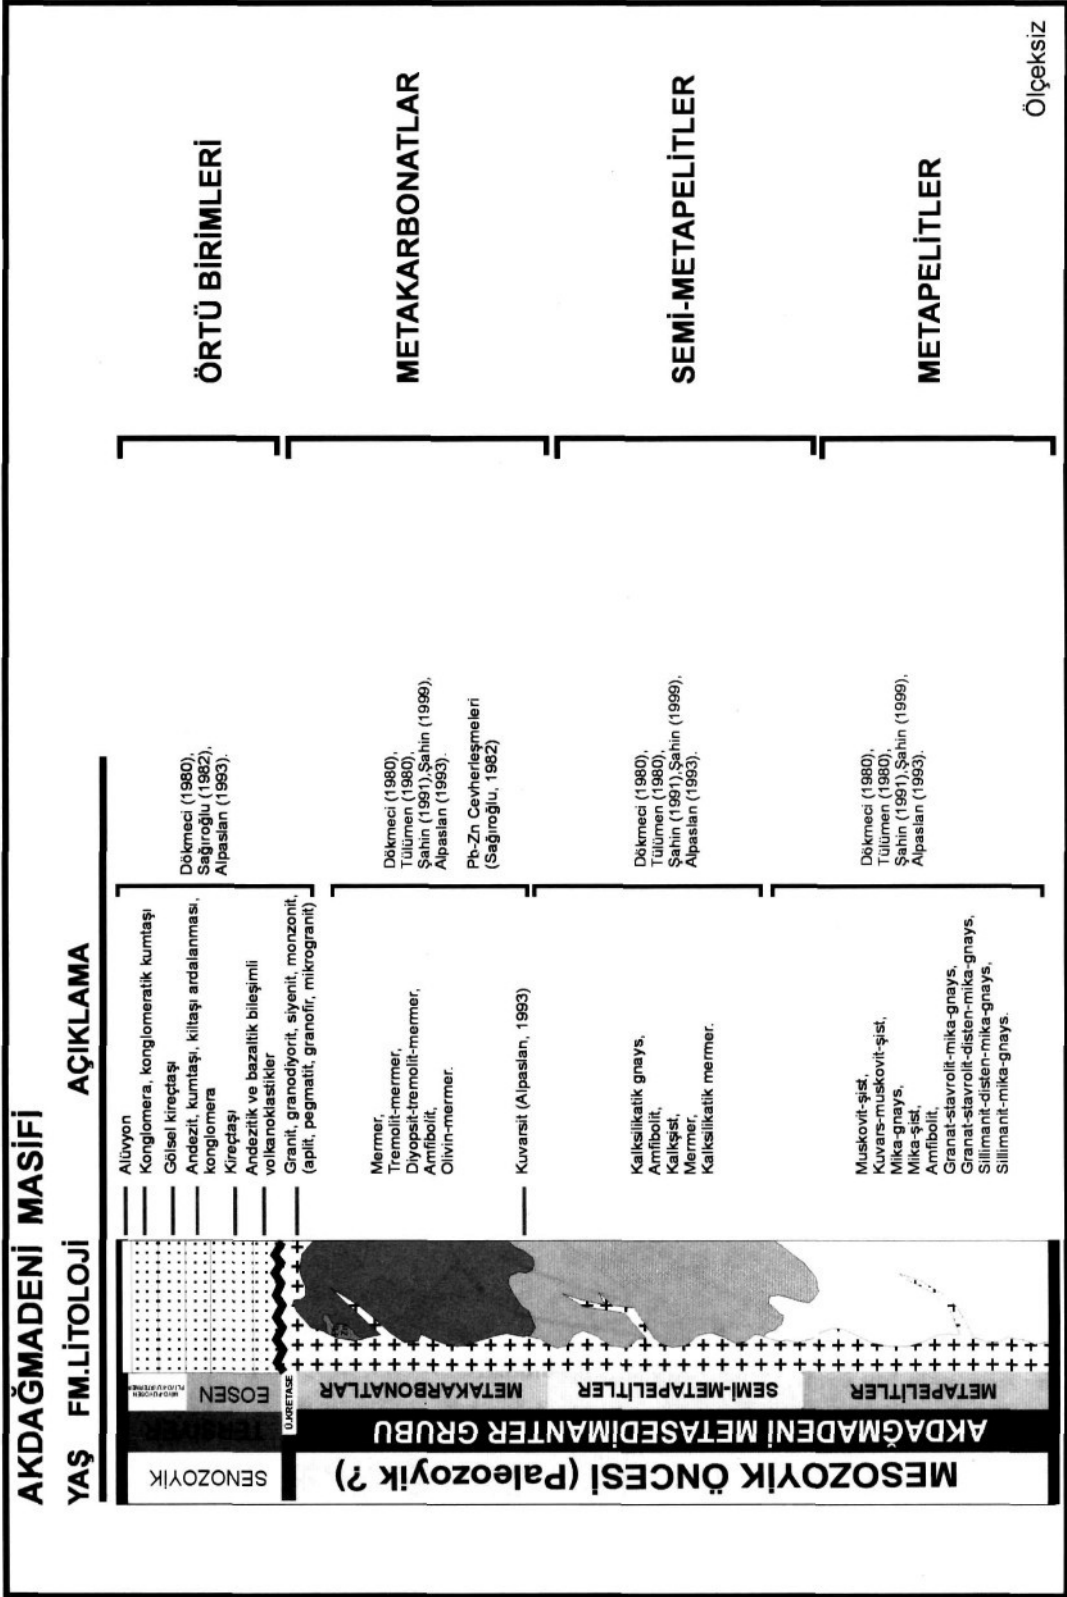 AKDAĞMADENİ MASİFİ
YAŞ FM.LİTOLOJİ AÇIKLAMA
SENOZOYİK
TERSİYER
EOSEN
Ü.KRETASE
MESOZOYİK ÖNCESİ (Paleozoyik ?)
AKDAĞMADENİ METASEDİMANTER GRUBU
METAKARBONATLAR
SEMİ-METAPELİTLER
METAPELİTLER
Alüvyon
Konglomera, konglomeratik kumtaşı
Gölsel kireçtaşı
Andezit, kumtaşı, kiltaşı ardalanması,
konglomera
Kireçtaşı
Andezitik ve bazaltik bileşimli
volkanoklastikler
Granit, granodiyorit, siyenit, monzonit,
(aplit, pegmatit, granofir, mikrogranit)
Dökmeci (1980),
Sağıroğlu (1982),
Alpaslan (1993).
ÖRTÜ BİRİMLERİ
Mermer,
Tremolit-mermer,
Diyopsit-tremolit-mermer,
Amfibolit,
Olivin-mermer.
Kuvarsit (Alpaslan, 1993)
Dökmeci (1980),
Tülümen (1980),
Şahin (1991),Şahin (1999),
Alpaslan (1993).
Pb-Zn Cevherleşmeleri
(Sağıroğlu, 1982)
METAKARBONATLAR
Kalksilikatik gnays,
Amfibolit,
Kalkşist,
Mermer,
Kalksilikatik mermer.
Dökmeci (1980),
Tülümen (1980),
Şahin (1991),Şahin (1999),
Alpaslan (1993).
SEMİ-METAPELİTLER
Muskovit-şist,
Kuvars-muskovit-şist,
Mika-gnays,
Mika-şist,
Amfibolit,
Granat-stavrolit-mika-gnays,
Granat-stavrolit-disten-mika-gnays,
Sillimanit-disten-mika-gnays,
Sillimanit-mika-gnays.
Dökmeci (1980),
Tülümen (1980),
Şahin (1991),Şahin (1999),
Alpaslan (1993).
METAPELİTLER
Ölçeksiz